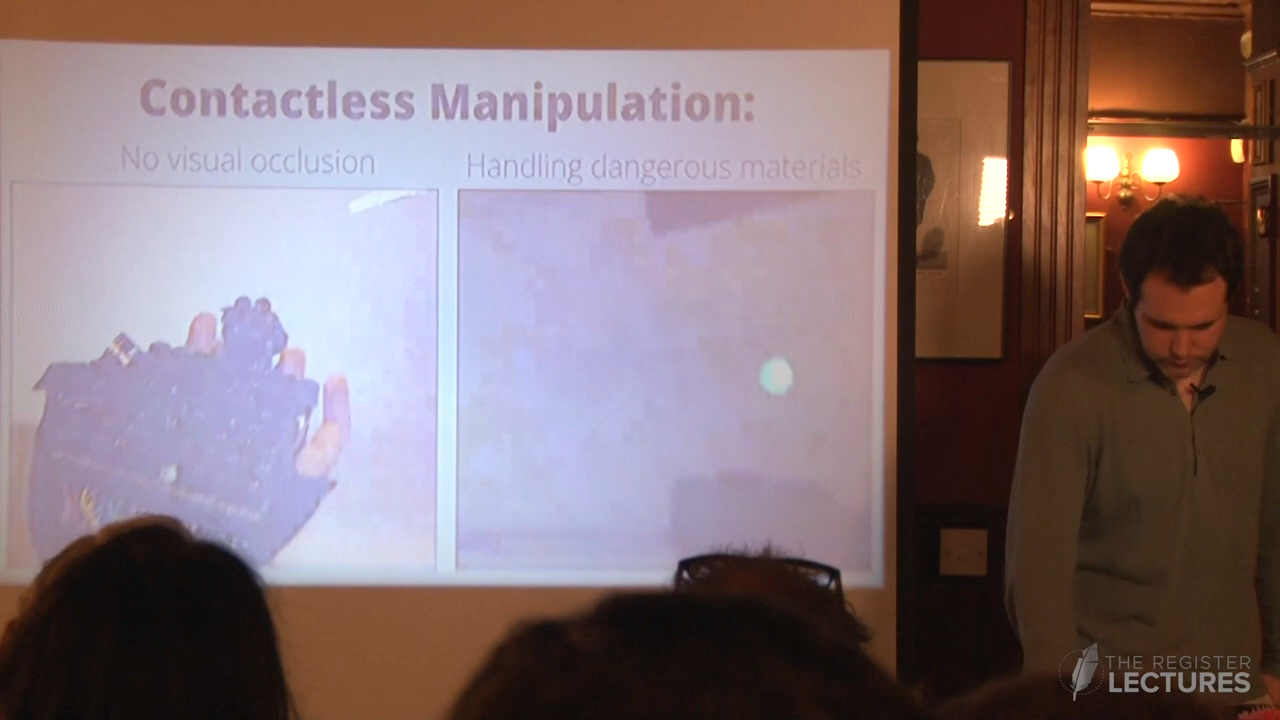 Contactless Manipulation:
No visual occlusion
Handling dangerous materials
THE REGISTER
LECTURES